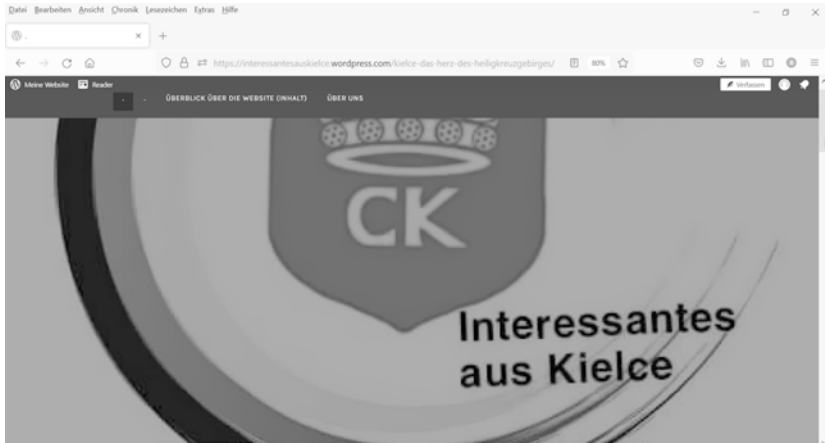 Datei Bearbeiten Ansicht Chronik Lesezeichen Extras Hilfe
https://interessantesauskielce.wordpress.com/kielce-das-herz-des-heiligkreuzgebirges/ 80%
Meine Website Reader Verfassen
ÜBERBLICK ÜBER DIE WEBSITE (INHALT) ÜBER UNS
CK
Interessantes
aus Kielce